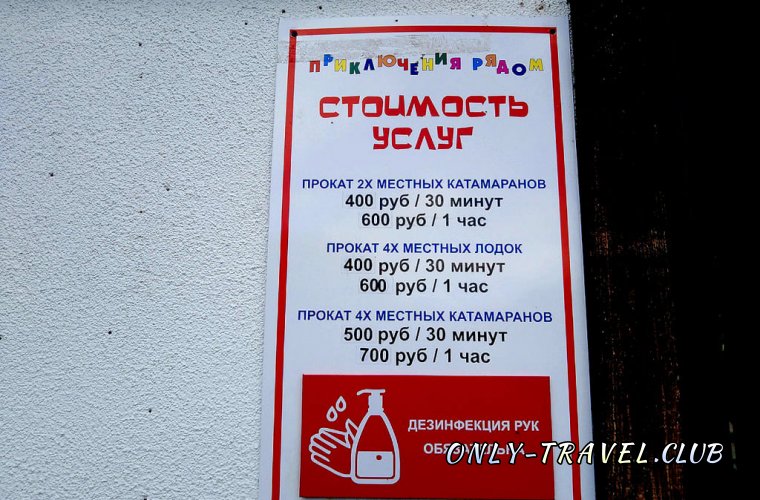 ПРИКЛЮЧЕНИЯ РЯДОМ
СТОИМОСТЬ
УСЛУГ
ПРОКАТ 2Х МЕСТНЫХ КАТАМАРАНОВ
400 руб / 30 минут
600 руб / 1 час
ПРОКАТ 4Х МЕСТНЫХ ЛОДОК
400 руб / 30 минут
600 руб / 1 час
ПРОКАТ 4Х МЕСТНЫХ КАТАМАРАНОВ
500 руб / 30 минут
700 руб / 1 час
ДЕЗИНФЕКЦИЯ РУК
ONLY-TRAVEL.CLUB